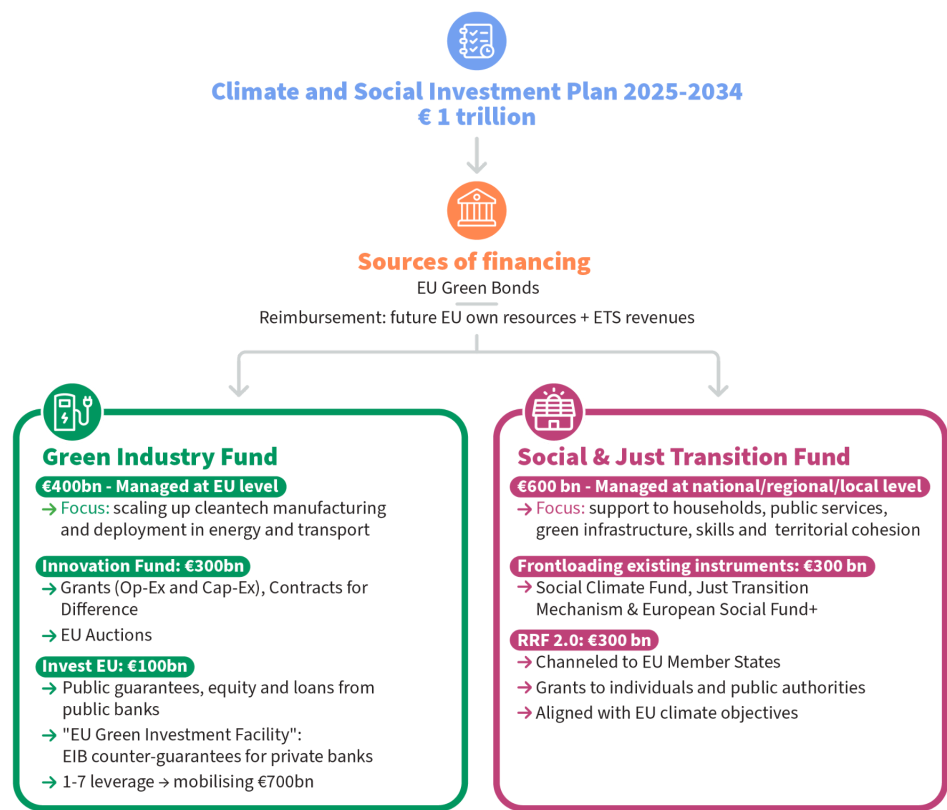 Climate and Social Investment Plan 2025-2034
€ 1 trillion
Sources of financing
EU Green Bonds
Reimbursement: future EU own resources + ETS revenues
Green Industry Fund
€400bn - Managed at EU level
→ Focus: scaling up cleantech manufacturing
and deployment in energy and transport
Innovation Fund: €300bn
→ Grants (Op-Ex and Cap-Ex), Contracts for
Difference
→ EU Auctions
Invest EU: €100bn
→ Public guarantees, equity and loans from
public banks
→ "EU Green Investment Facility":
EIB counter-guarantees for private banks
→ 1-7 leverage → mobilising €700bn
Social & Just Transition Fund
€600 bn - Managed at national/regional/local level
→ Focus: support to households, public services,
green infrastructure, skills and territorial cohesion
Frontloading existing instruments: €300 bn
→ Social Climate Fund, Just Transition
Mechanism & European Social Fund+
RRF 2.0: €300 bn
→ Channeled to EU Member States
→ Grants to individuals and public authorities
→ Aligned with EU climate objectives